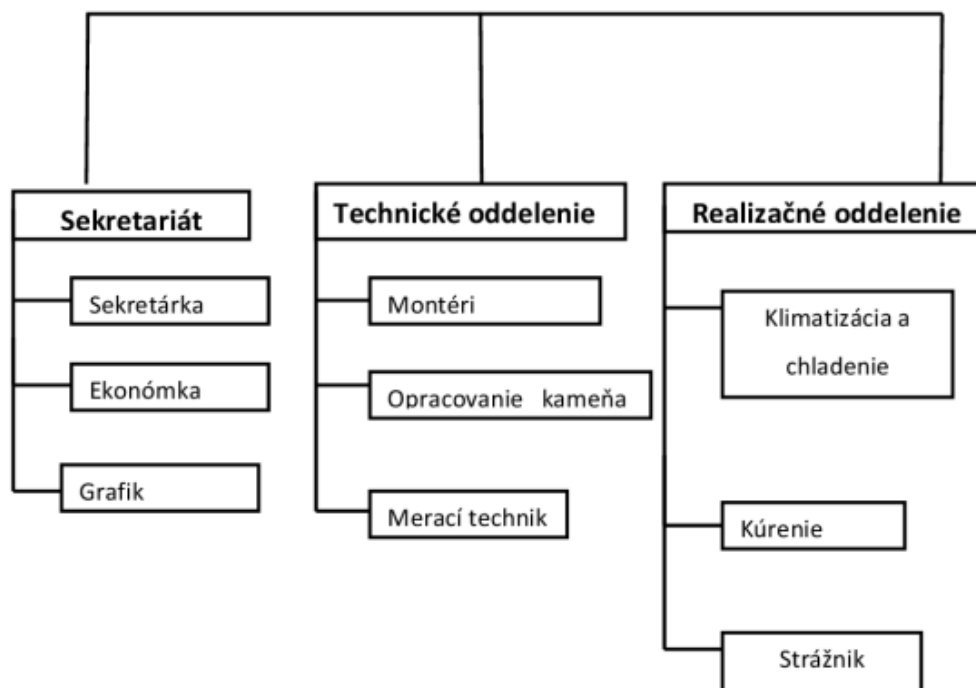 Sekretariát
Sekretárka
Ekonómka
Grafik
Technické oddelenie
Montéri
Opracovanie kameňa
Merací technik
Realizačné oddelenie
Klimatizácia a
chladenie
Kúrenie
Strážnik